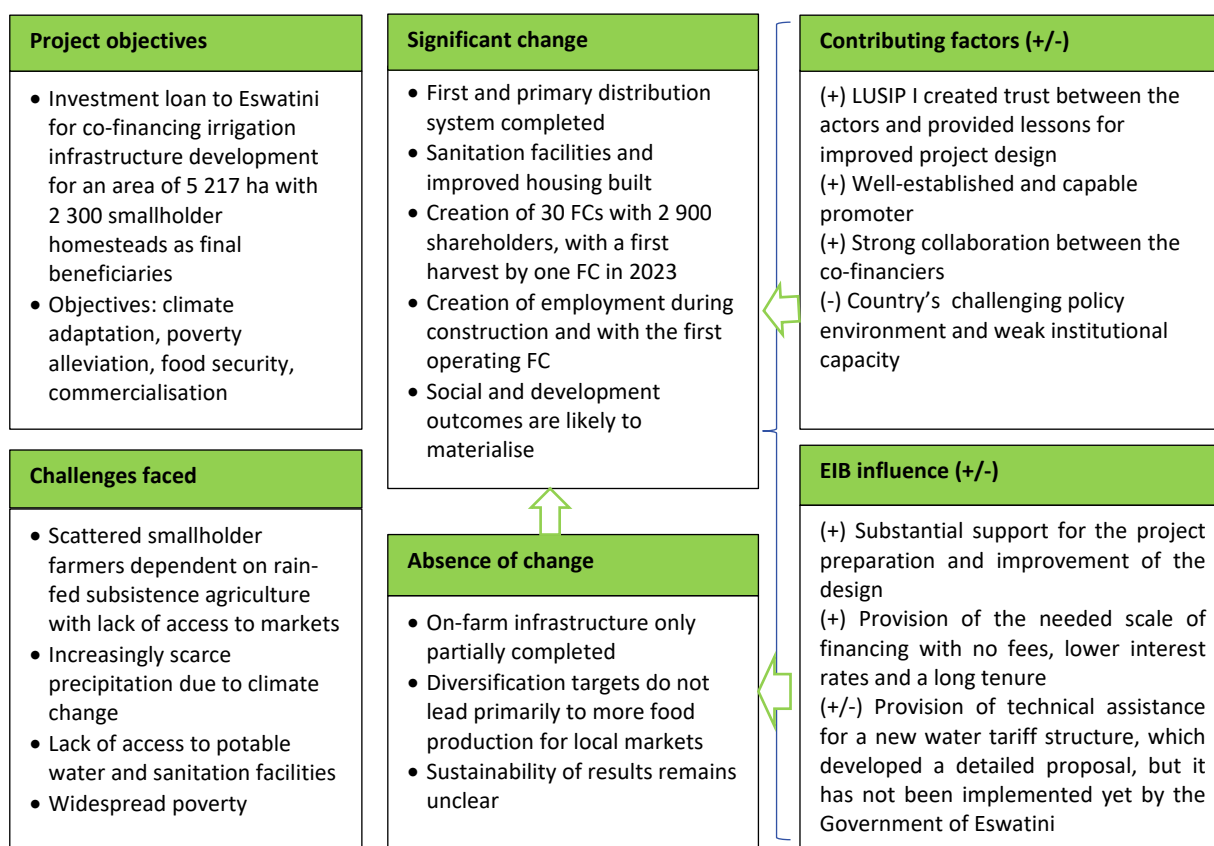 Project objectives
• Investment loan to Eswatini
for co-financing irrigation
infrastructure development
for an area of 5 217 ha with
2 300 smallholder
homesteads as final
beneficiaries
• Objectives: climate
adaptation, poverty
alleviation, food security,
commercialisation
Challenges faced
• Scattered smallholder
farmers dependent on rain-
fed subsistence agriculture
with lack of access to markets
• Increasingly scarce
precipitation due to climate
change
• Lack of access to potable
water and sanitation facilities
• Widespread poverty
Significant change
• First and primary distribution
system completed
• Sanitation facilities and
improved housing built
• Creation of 30 FCs with 2 900
shareholders, with a first
harvest by one FC in 2023
• Creation of employment during
construction and with the first
operating FC
• Social and development
outcomes are likely to
materialise
Absence of change
• On-farm infrastructure only
partially completed
• Diversification targets do not
lead primarily to more food
production for local markets
• Sustainability of results remains
unclear
Contributing factors (+/-)
(+) LUSIP I created trust between the
actors and provided lessons for
improved project design
(+) Well-established and capable
promoter
(+) Strong collaboration between the
co-financiers
(-) Country’s challenging policy
environment and weak institutional
capacity
EIB influence (+/-)
(+) Substantial support for the project
preparation and improvement of the
design
(+) Provision of the needed scale of
financing with no fees, lower interest
rates and a long tenure
(+/-) Provision of technical assistance
for a new water tariff structure, which
developed a detailed proposal, but it
has not been implemented yet by the
Government of Eswatini